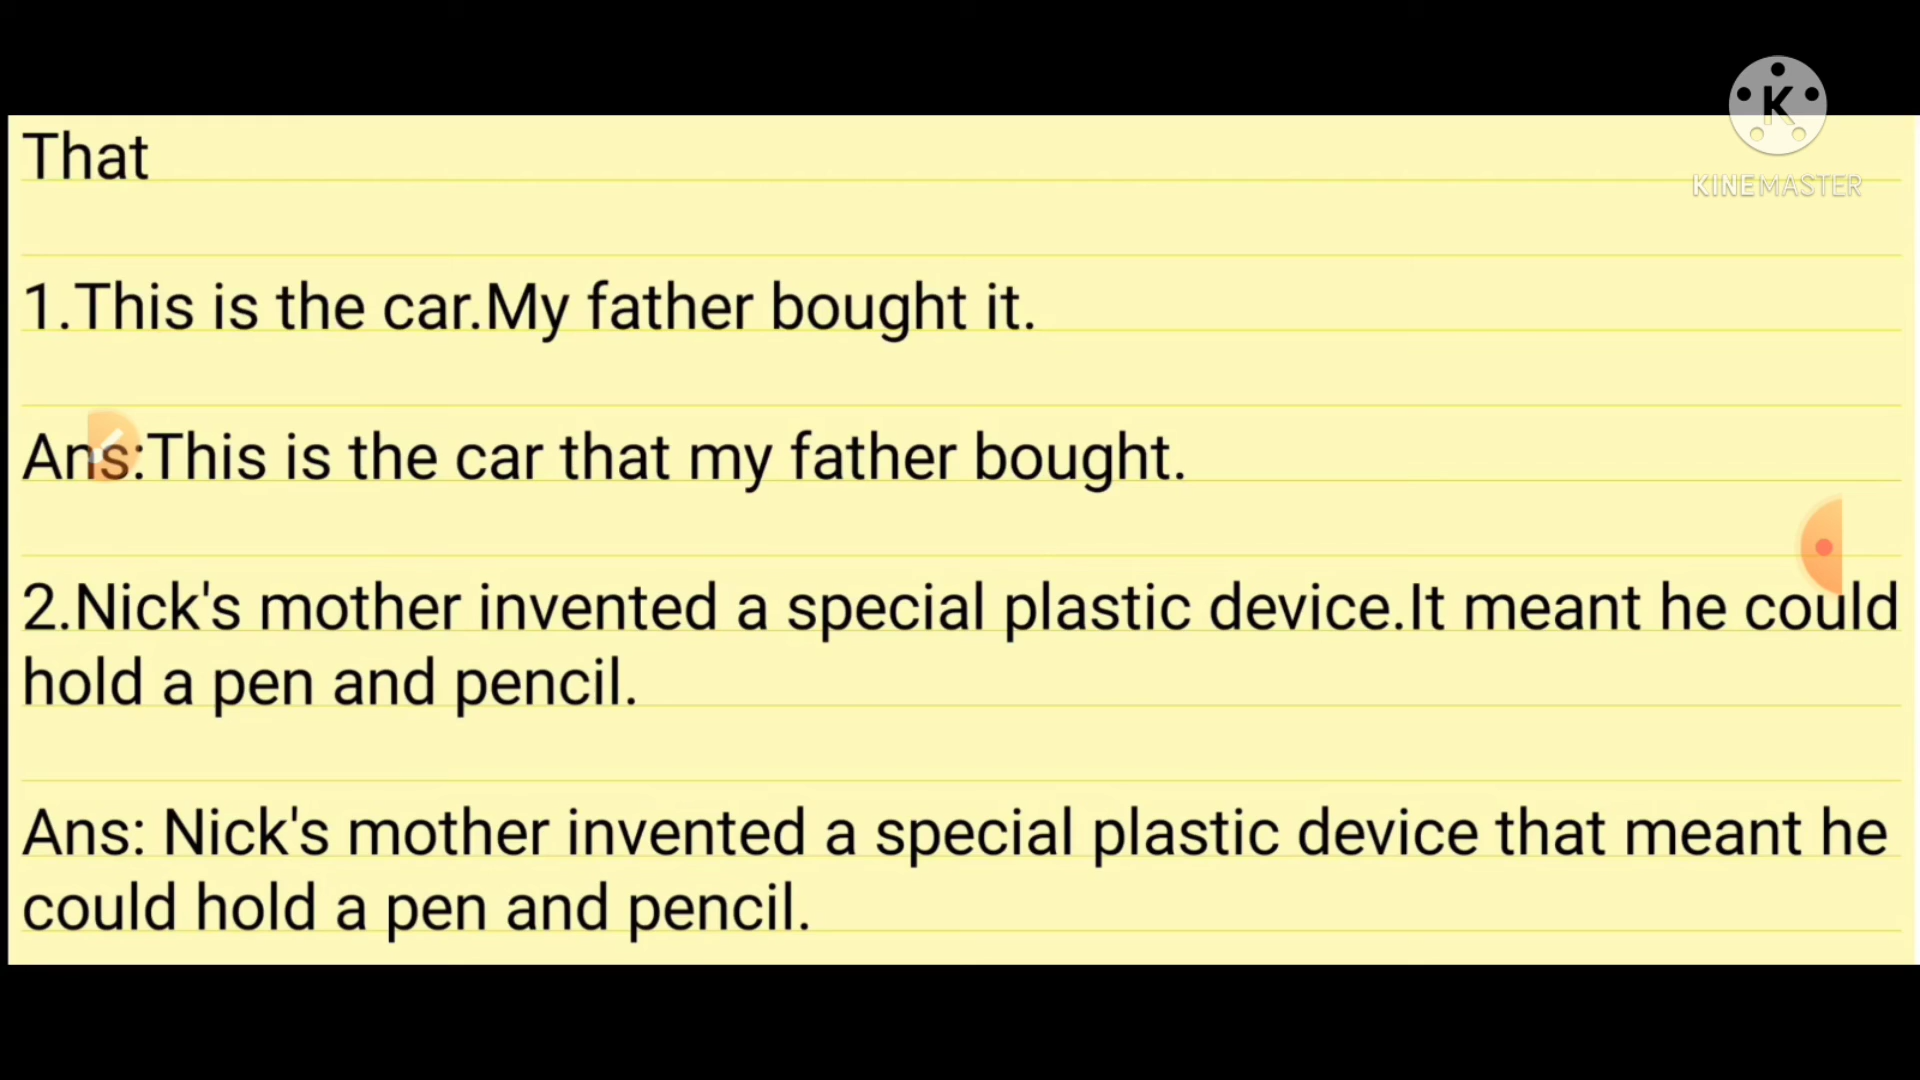 That
1.This is the car.My father bought it.
Ans:This is the car that my father bought.
2.Nick's mother invented a special plastic device.It meant he could
hold a pen and pencil.
Ans: Nick's mother invented a special plastic device that meant he
could hold a pen and pencil.
K
KINEMASTER